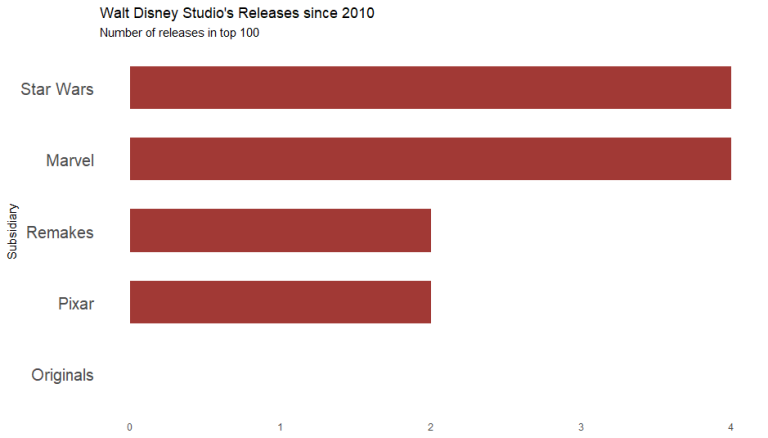 Walt Disney Studio's Releases since 2010
Number of releases in top 100
Subsidiary
Star Wars
Marvel
Remakes
Pixar
Originals
0 1 2 3 4